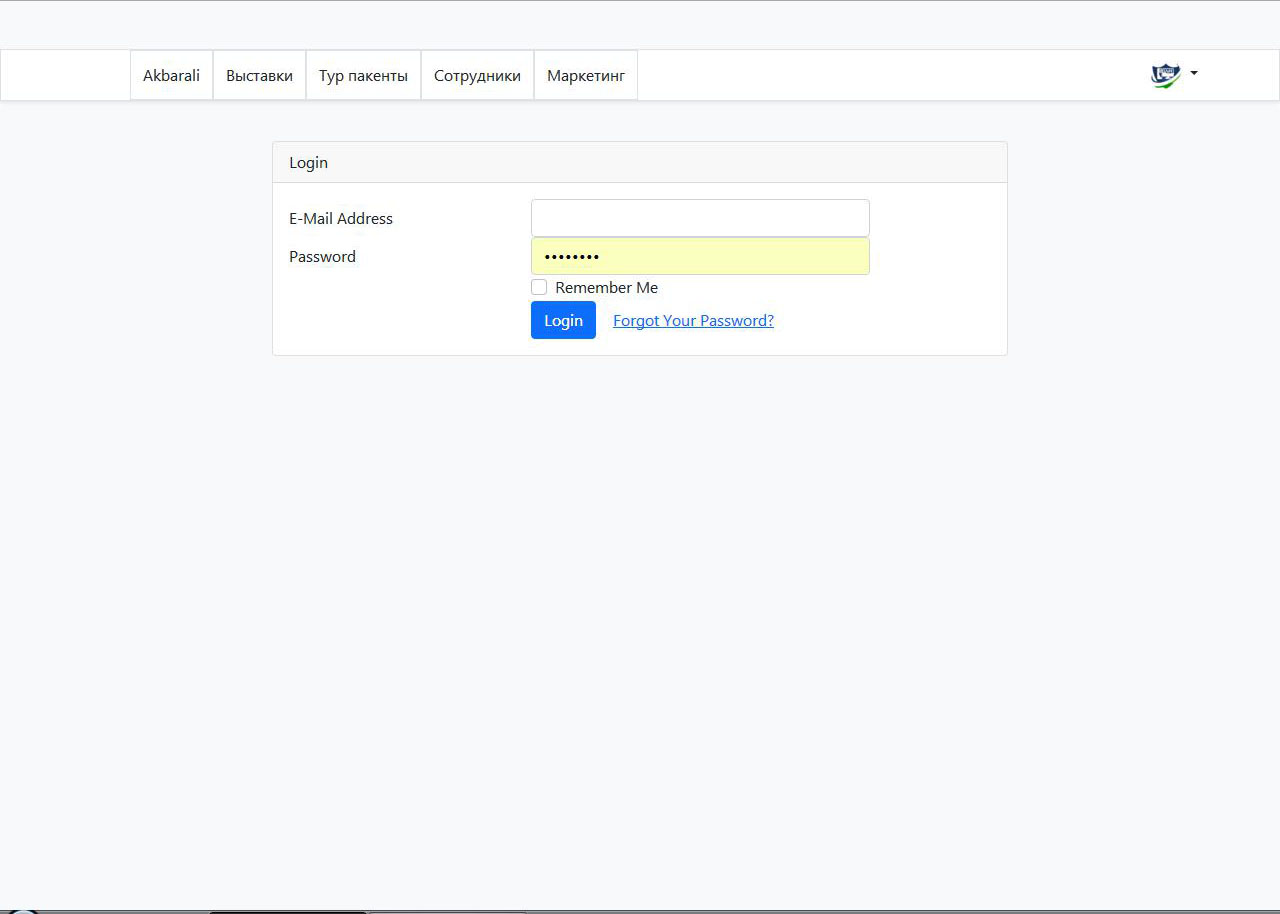 Akbarali Выставки Тур пакенты Сотрудники Маркетинг
Login
E-Mail Address
Password ••••••••
Remember Me
Login Forgot Your Password?